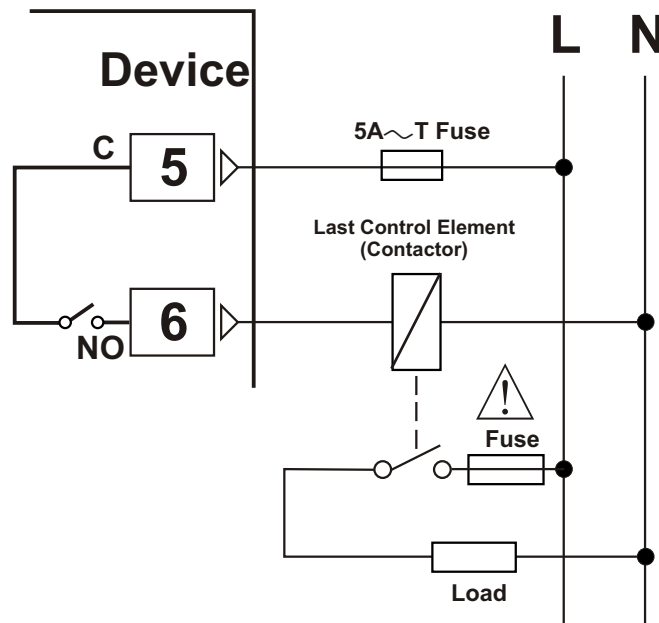 L N
Device
5A～T Fuse
C
5
Last Control Element
(Contactor)
6
NO
!
Fuse
Load